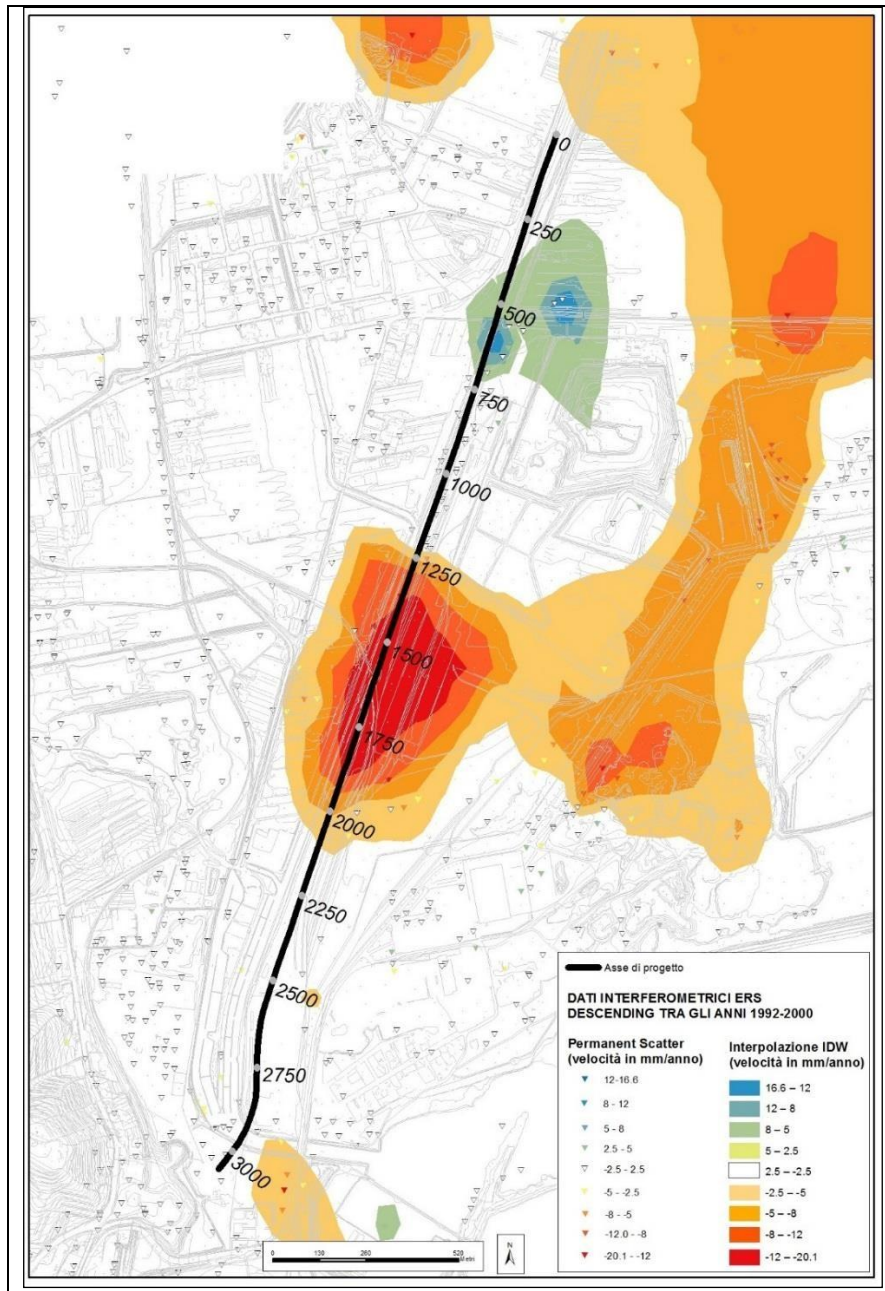 0
250
500
750
1000
1250
1500
1750
2000
2250
2500
2750
3000
Asse di progetto
DATI INTERFEROMETRICI ERS
DESCENDING TRA GLI ANNI 1992-2000
Permanent Scatter
(velocità in mm/anno)
12-16.6
8 - 12
5 - 8
2.5 - 5
-2.5 - 2.5
-5 - -2.5
-8 - -5
-12.0 - -8
-20.1 - -12
Interpolazione IDW
(velocità in mm/anno)
16.6 – 12
12 – 8
8 – 5
5 – 2.5
2.5 – -2.5
-2.5 – -5
-5 – -8
-8 – -12
-12 – -20.1
0 130 260 520
Metri
N